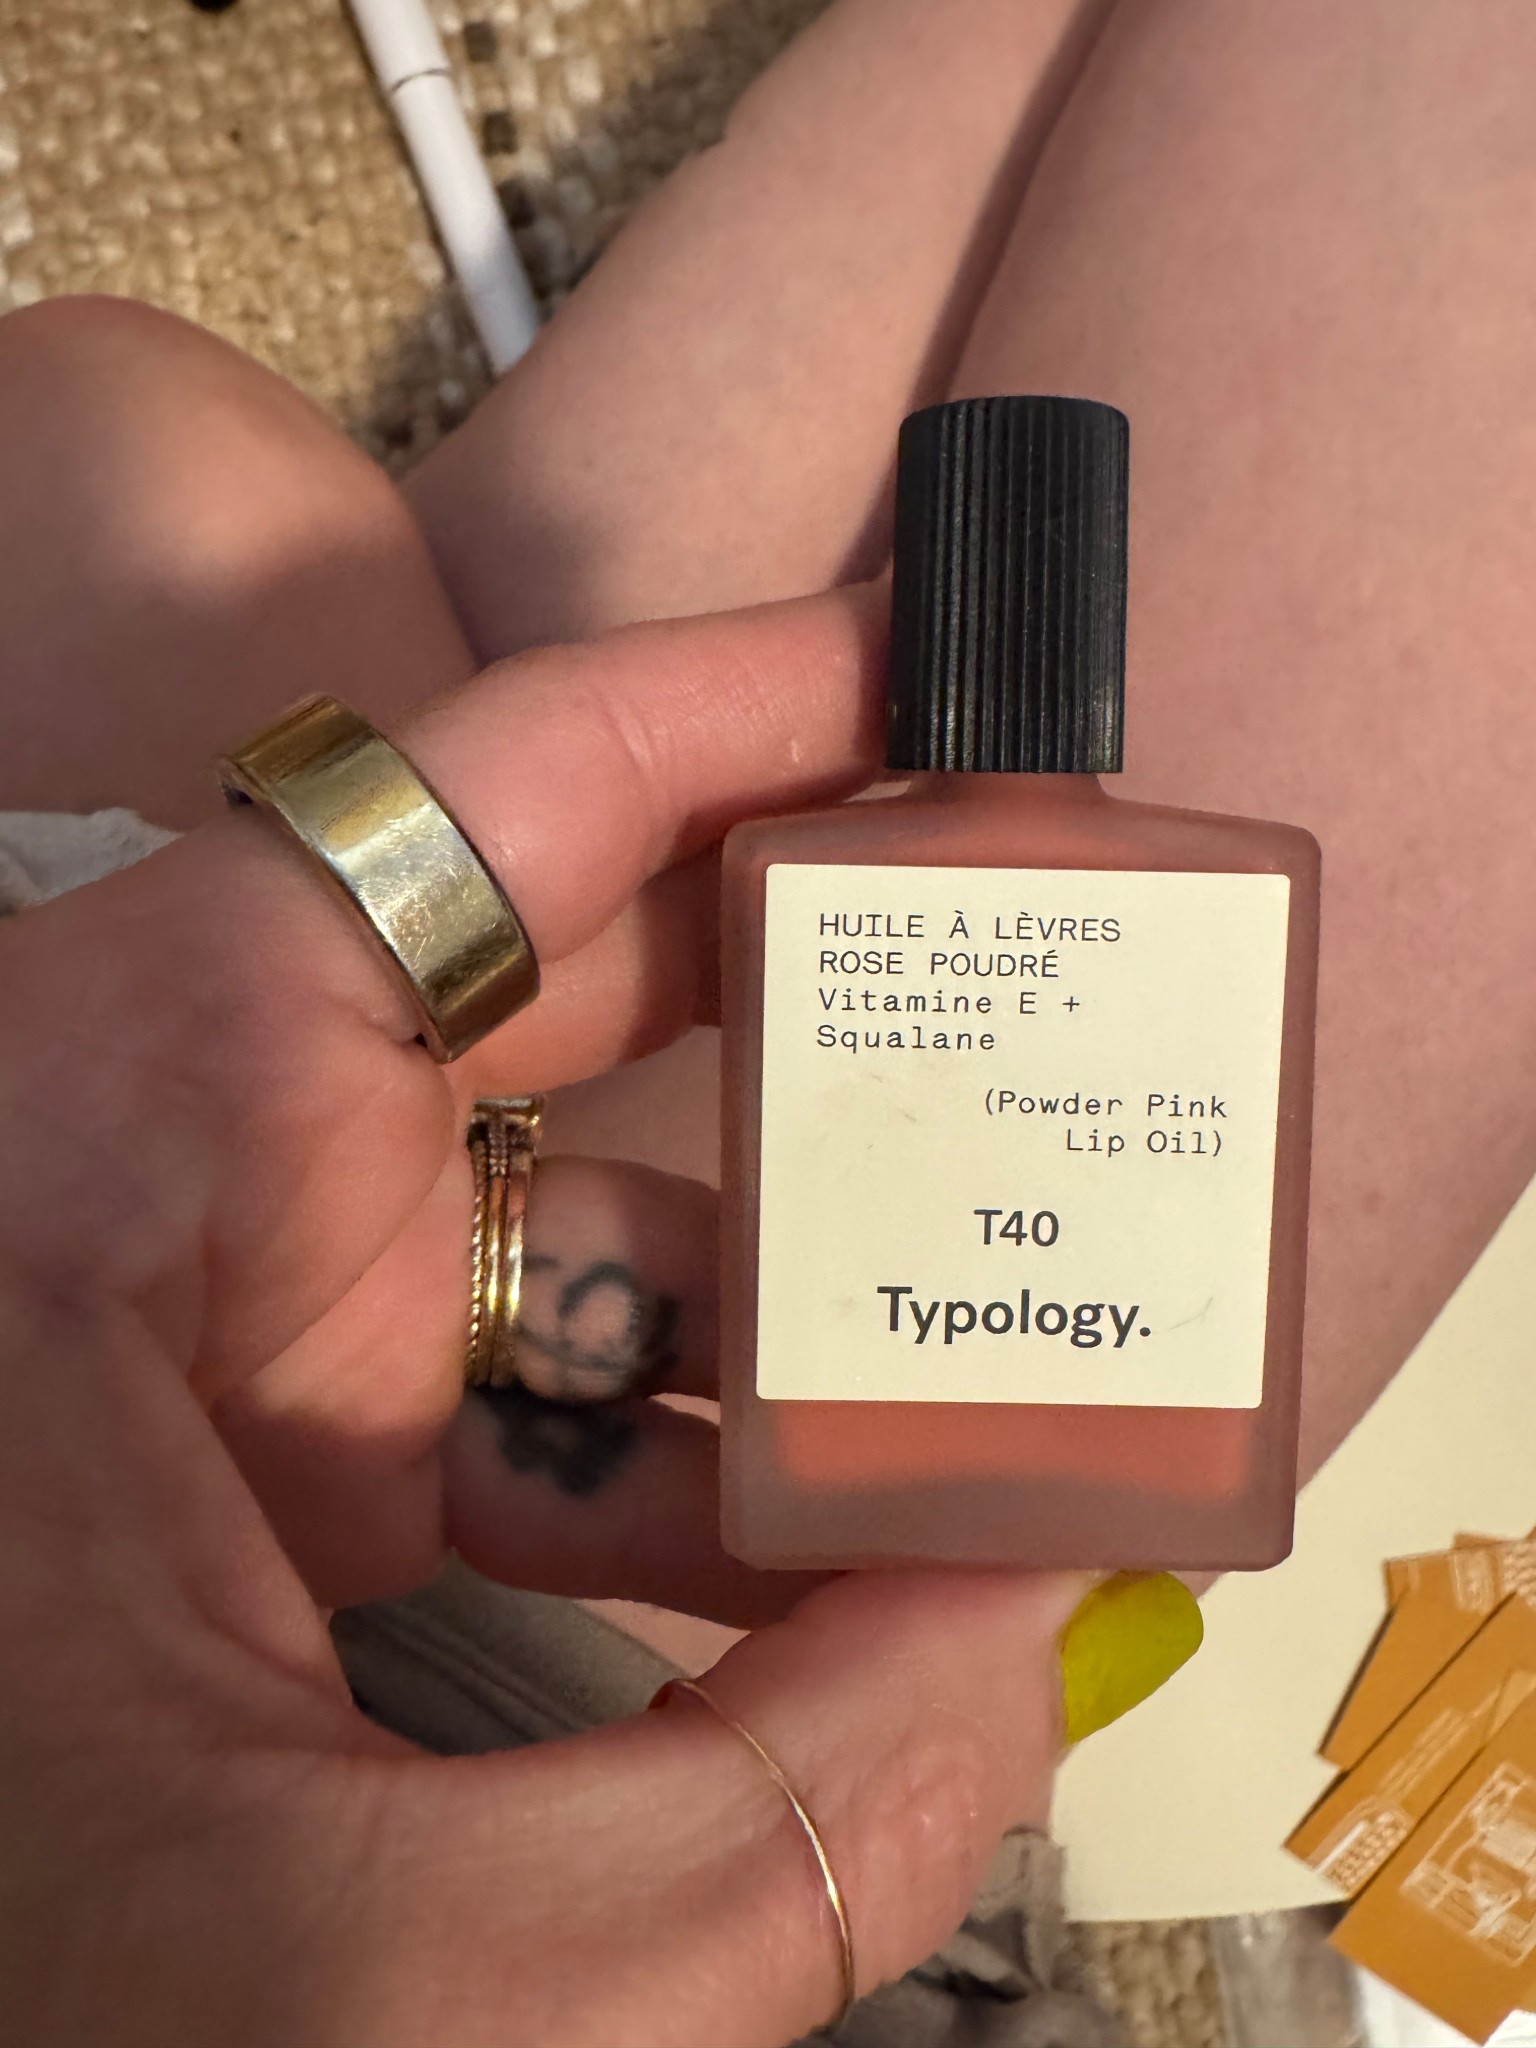 HUILE À LÈVRES
ROSE POUDRÉ
Vitamine E +
Squalane
(Powder Pink
Lip Oil)
T40
Typology.